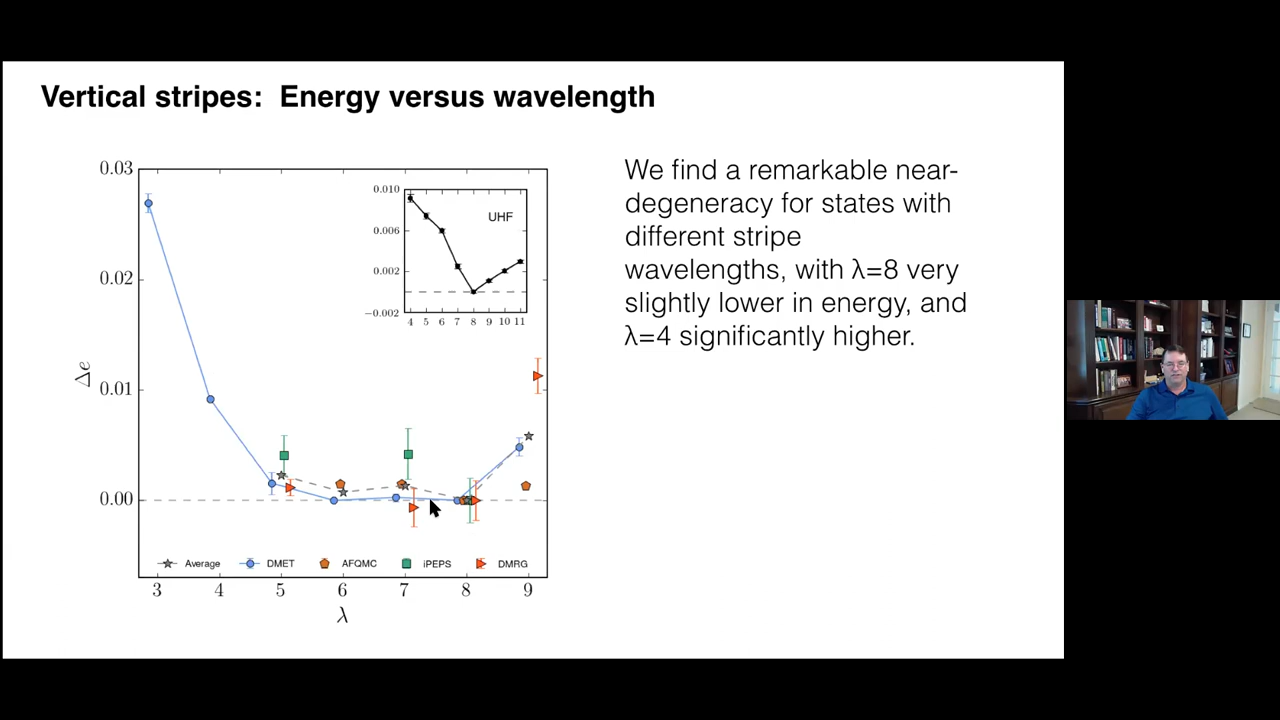 Vertical stripes: Energy versus wavelength
We find a remarkable near-
degeneracy for states with
different stripe
wavelengths, with λ=8 very
slightly lower in energy, and
λ=4 significantly higher.
0.03
0.02
0.01
0.00
Δe
3 4 5 6 7 8 9
λ
0.010
0.006
0.002
−0.002
UHF
4 5 6 7 8 9 10 11
Average DMET AFQMC iPEPS DMRG